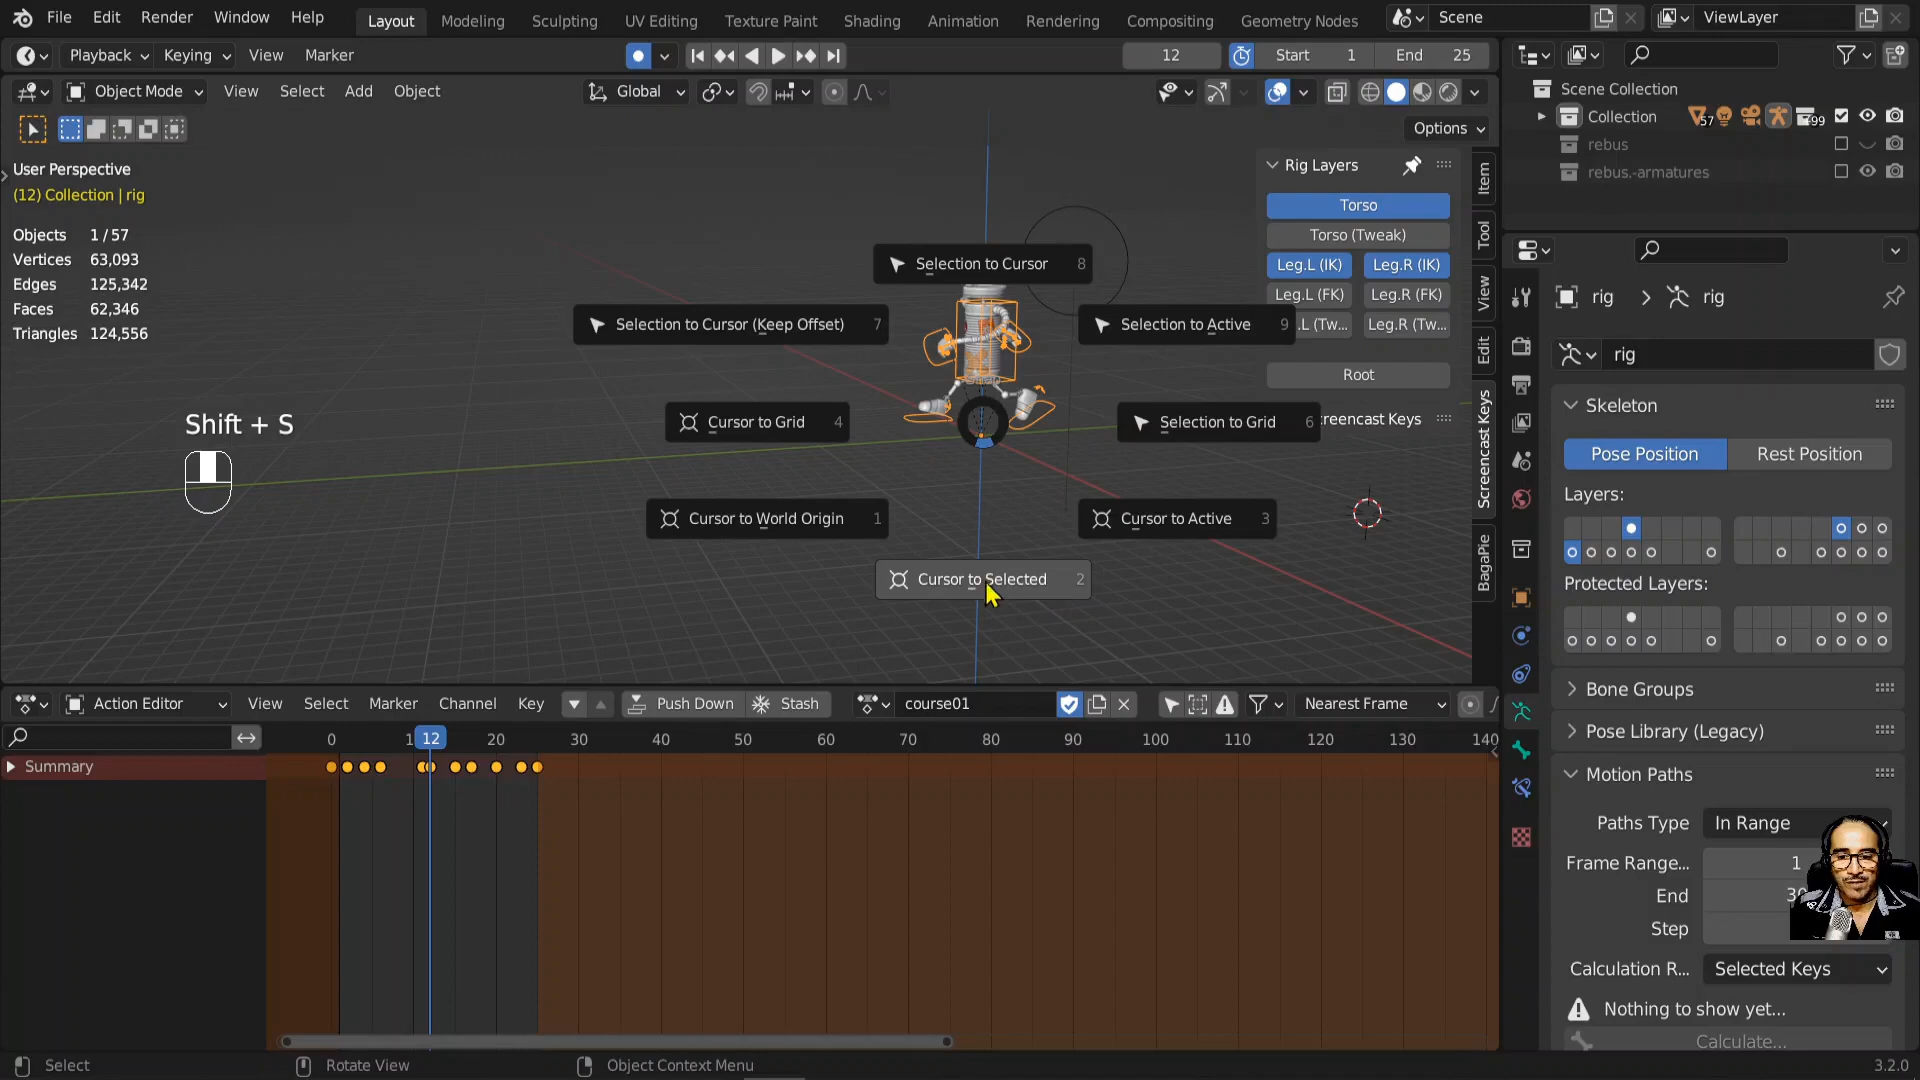 File Edit Render Window Help Layout Modeling Sculpting UV Editing Texture Paint Shading Animation Rendering Compositing Geometry Nodes Scene ViewLayer
Playback Keying View Marker 12 Start 1 End 25
Object Mode View Select Add Object Global
Options
User Perspective
(12) Collection | rig
Objects 1 / 57
Vertices 63,093
Edges 125,342
Faces 62,346
Triangles 124,556
Shift + S
Selection to Cursor 8
Selection to Cursor (Keep Offset) 7
Selection to Active 9
Cursor to Grid 4
Selection to Grid 6
Cursor to World Origin 1
Cursor to Active 3
Cursor to Selected 2
Rig Layers
Torso
Torso (Tweak)
Leg.L (IK) Leg.R (IK)
Leg.L (FK) Leg.R (FK)
.L (Tw... Leg.R (Tw...
Root
creencast Keys
Item
Tool
View
Edit
Screencast Keys
BagaPie
Scene Collection
Collection 57 99
rebus
rebus.-armatures
rig rig
rig
Skeleton
Pose Position Rest Position
Layers:
Protected Layers:
Bone Groups
Pose Library (Legacy)
Motion Paths
Paths Type In Range
Frame Range... 1
End 30
Step
Calculation R... Selected Keys
Nothing to show yet...
Calculate...
Action Editor View Select Marker Channel Key Push Down Stash course01 Nearest Frame
0 1 12 20 30 40 50 60 70 80 90 100 110 120 130 140
Summary
Select Rotate View Object Context Menu 3.2.0